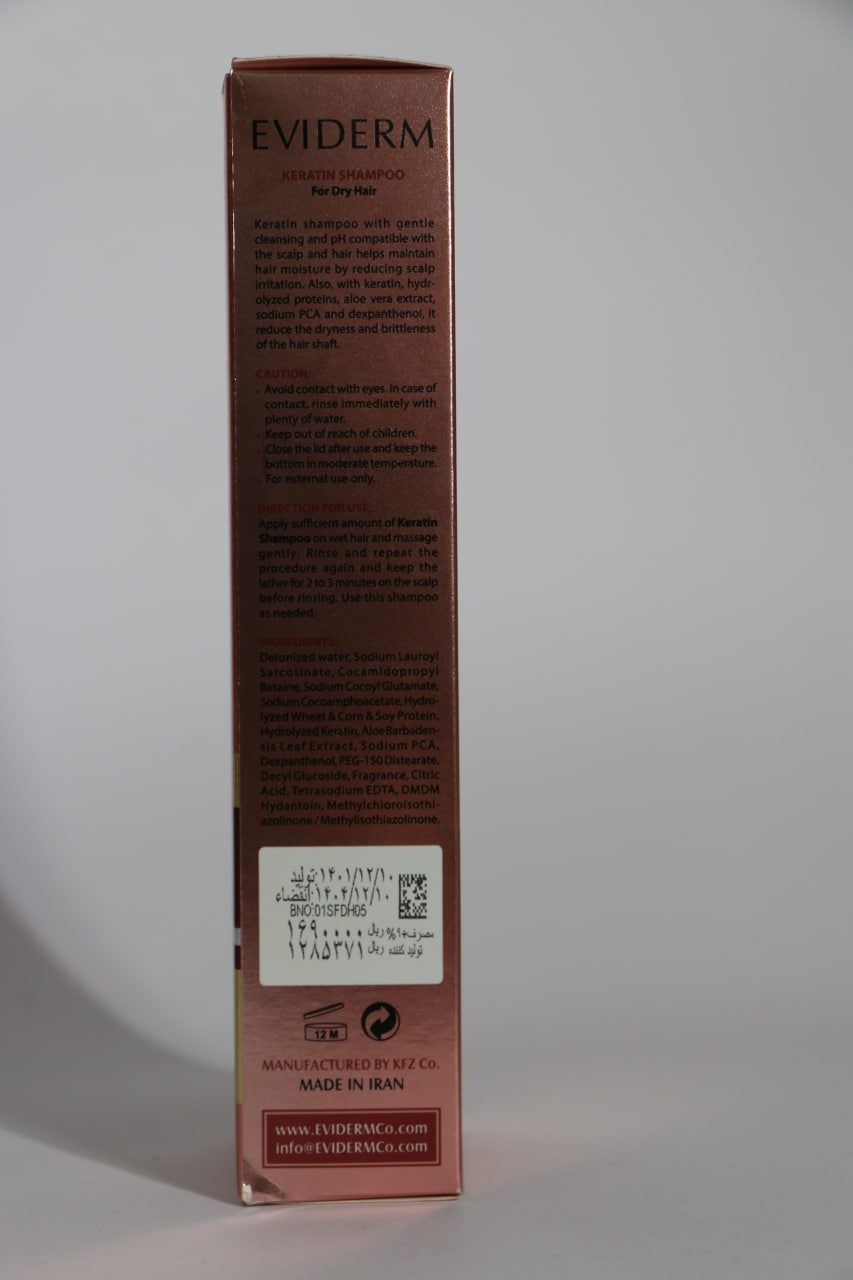 EVIDERM
KERATIN SHAMPOO
For Dry Hair
Keratin shampoo with gentle
cleansing and pH compatible with
the scalp and hair helps maintain
hair moisture by reducing scalp
irritation. Also, with keratin, hydr-
olyzed proteins, aloe vera extract,
sodium PCA and dexpanthenol, it
reduce the dryness and brittleness
of the hair shaft.
CAUTION:
• Avoid contact with eyes. In case of
contact, rinse immediately with
plenty of water.
• Keep out of reach of children.
• Close the lid after use and keep the
bottom in moderate temperature.
• For external use only.
DIRECTION FOR USE:
Apply sufficient amount of Keratin
Shampoo on wet hair and massage
gently. Rinse and repeat the
procedure again and keep the
lather for 2 to 3 minutes on the scalp
before rinsing. Use this shampoo
as needed.
INGREDIENTS:
Deionized water, Sodium Lauroyl
Sarcosinate, Cocamidopropyl
Betaine, Sodium Cocoyl Glutamate,
Sodium Cocoamphoacetate, Hydro-
lyzed Wheat & Corn & Soy Protein,
Hydrolyzed Keratin, Aloe Barbaden-
sis Leaf Extract, Sodium PCA,
Dexpanthenol, PEG-150 Distearate,
Decyl Glucoside, Fragrance, Citric
Acid, Tetrasodium EDTA, DMDM
Hydantoin, Methylchloroisothi-
azolinone / Methylisothiazolinone.
تولید:۱۴۰۱/۱۲/۱۰
انقضاء:۱۴۰۴/۱۲/۱۰
BNO:01SFDH05
مصرف+۹% ریال ۱۶۹۰۰۰۰
تولید کننده ریال ۱۲۸۵۳۷۱
12 M
MANUFACTURED BY KFZ Co.
MADE IN IRAN
www.EVIDERMCo.com
info@EVIDERMCo.com